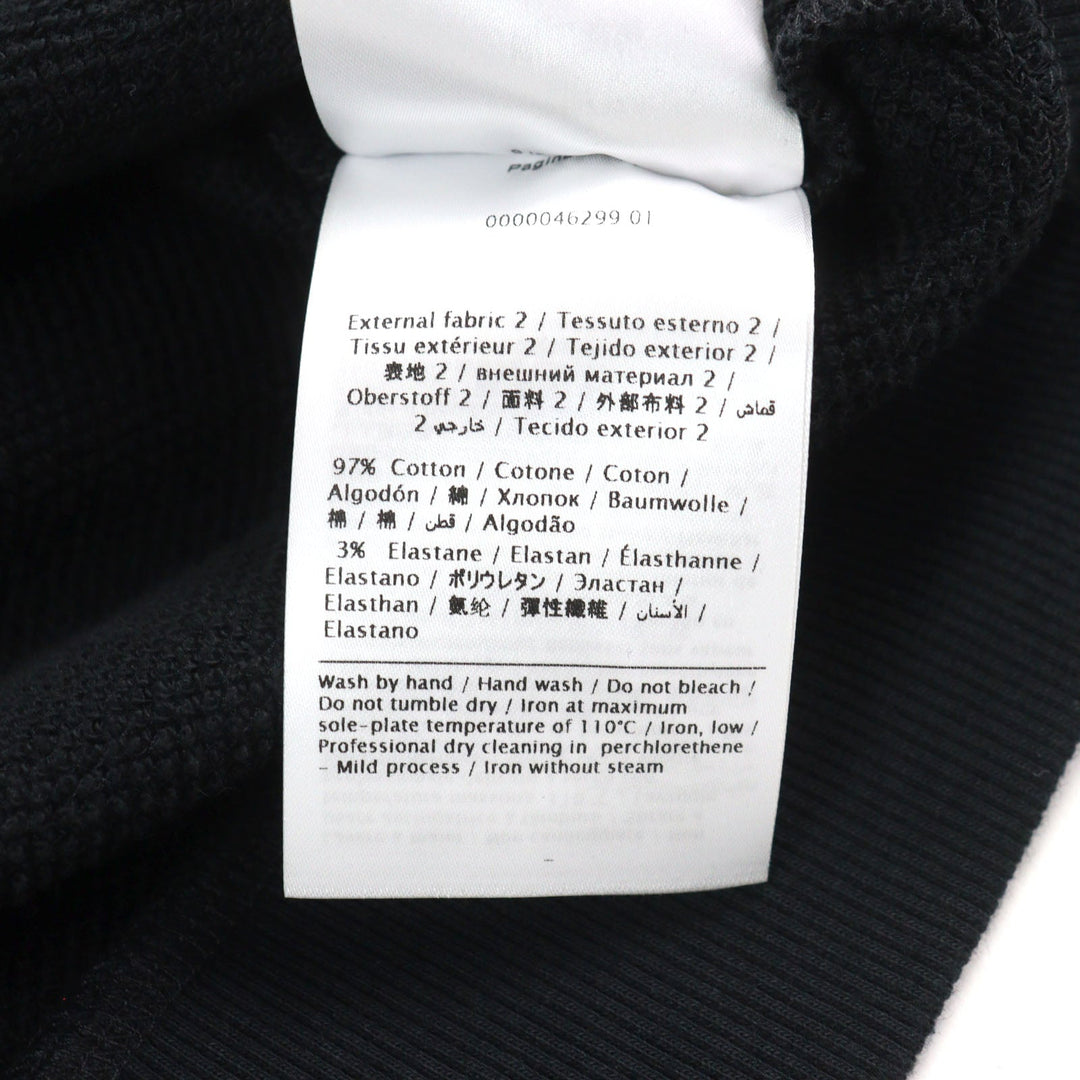 Pagina
0000046299 01
External fabric 2 / Tessuto esterno 2 /
Tissu extérieur 2 / Tejido exterior 2 /
表地 2 / внешний материал 2 /
Oberstoff 2 / 面料 2 / 外部布料 2 / قماش
خارجي 2 / Tecido exterior 2
97% Cotton / Cotone / Coton /
Algodón / 綿 / Хлопок / Baumwolle /
棉 / 棉 / قطن / Algodão
3% Elastane / Elastan / Élasthanne /
Elastano / ポリウレタン / Эластан /
Elasthan / 氨纶 / 彈性纖維 / الأسنان /
Elastano
Wash by hand / Hand wash / Do not bleach /
Do not tumble dry / Iron at maximum
sole-plate temperature of 110°C / Iron, low /
Professional dry cleaning in perchlorethene
- Mild process / Iron without steam